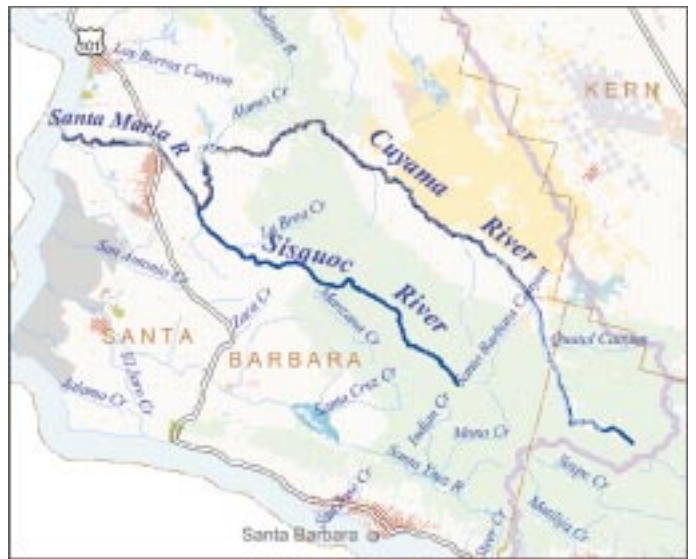 101
Los Berros Canyon
Salinas R
Alamo Cr
KERN
Santa Maria R
Cuyama
River
La Brea Cr
Sisquoc
River
San Antonio Cr
Zaca Cr
Manzana Cr
Santa Barbara Canyon
Quatal Canyon
SANTA
BARBARA
El Jaro Cr
Jalama Cr
Santa Cruz Cr
Indian Cr
Mono Cr
Santa Ynez R
Sespe Cr
Matilija Cr
Santa Barbara